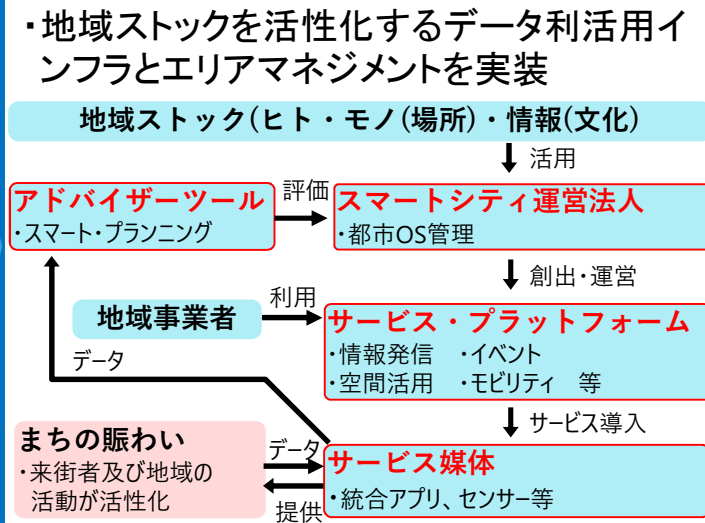 ・地域ストックを活性化するデータ利活用イ
ンフラとエリアマネジメントを実装
地域ストック(ヒト・モノ(場所)・情報(文化)
活用
アドバイザーツール
・スマート・プランニング
評価
スマートシティ運営法人
・都市OS管理
創出・運営
地域事業者
利用
サービス・プラットフォーム
・情報発信 ・イベント
・空間活用 ・モビリティ 等
データ
サービス導入
まちの賑わい
・来街者及び地域の
活動が活性化
データ
提供
サービス媒体
・統合アプリ、センサー等